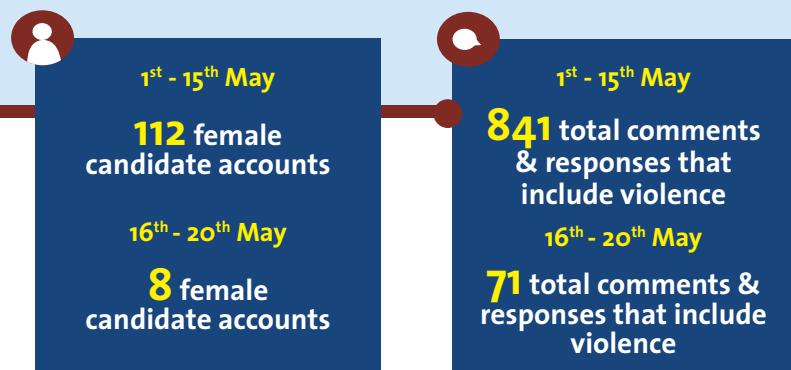 1st - 15th May
112 female
candidate accounts
16th - 20th May
8 female
candidate accounts
1st - 15th May
841 total comments
& responses that
include violence
16th - 20th May
71 total comments &
responses that include
violence